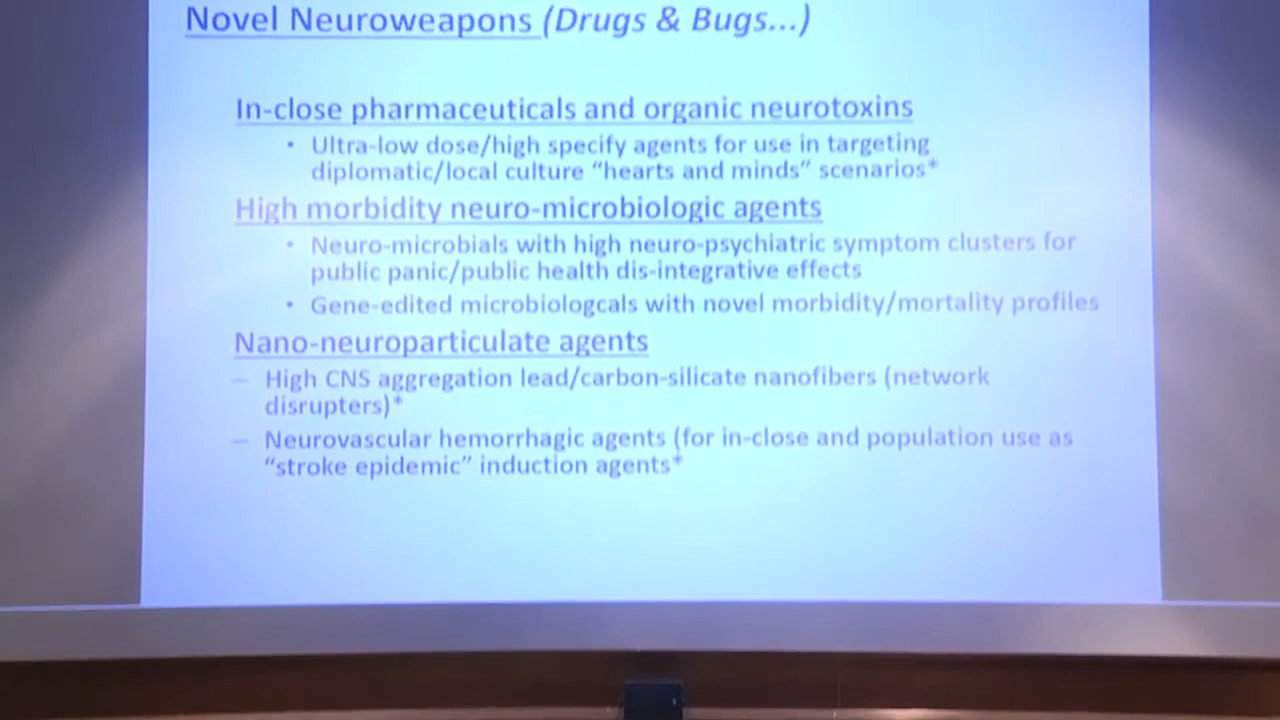 Novel Neuroweapons (Drugs & Bugs...)
In-close pharmaceuticals and organic neurotoxins
• Ultra-low dose/high specify agents for use in targeting
diplomatic/local culture “hearts and minds” scenarios*
High morbidity neuro-microbiologic agents
• Neuro-microbials with high neuro-psychiatric symptom clusters for
public panic/public health dis-integrative effects
• Gene-edited microbiologcals with novel morbidity/mortality profiles
Nano-neuroparticulate agents
– High CNS aggregation lead/carbon-silicate nanofibers (network
disrupters)*
– Neurovascular hemorrhagic agents (for in-close and population use as
“stroke epidemic” induction agents*